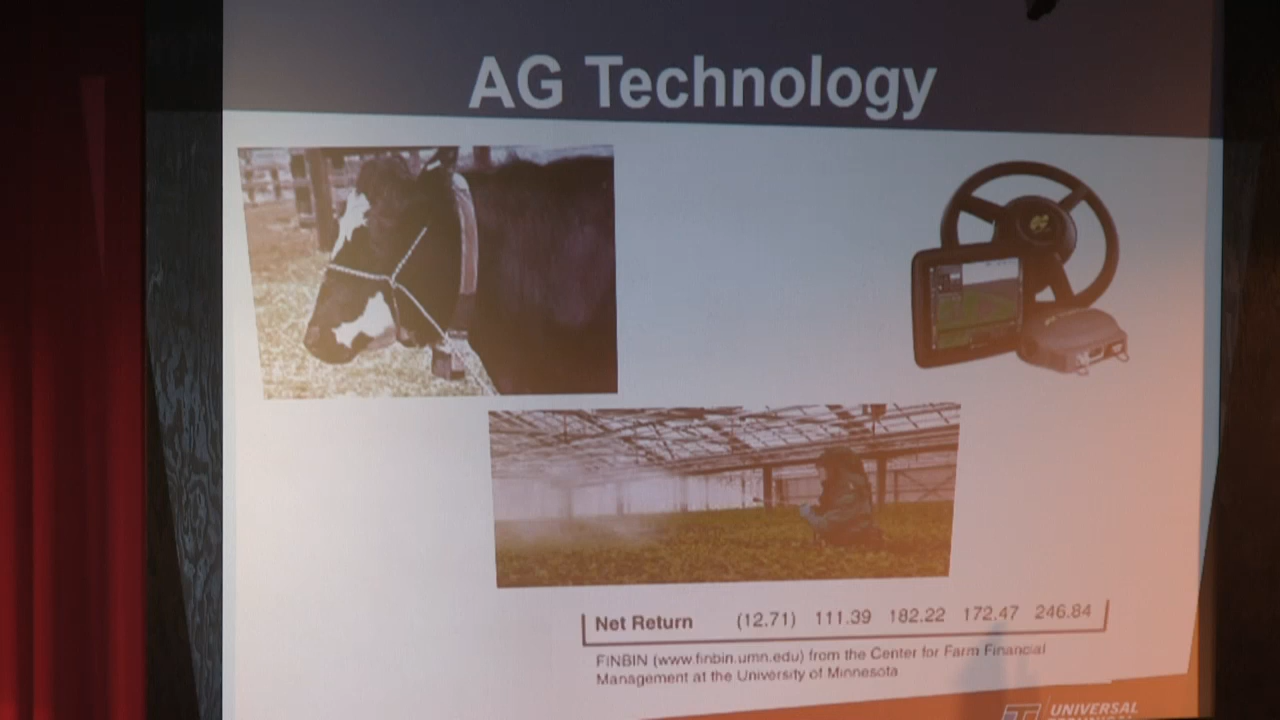 AG Technology
Net Return (12.71) 111.39 182.22 172.47 246.84
FINBIN (www.finbin.umn.edu) from the Center for Farm Financial
Management at the University of Minnesota
UNIVERSAL